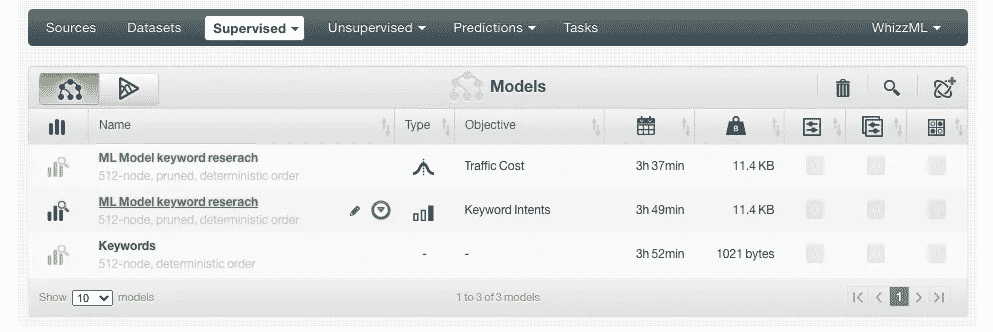 Sources Datasets Supervised Unsupervised Predictions Tasks WhizzML
Models
Name Type Objective
ML Model keyword reserach Traffic Cost 3h 37min 11.4 KB
512-node, pruned, deterministic order
ML Model keyword reserach Keyword Intents 3h 49min 11.4 KB
512-node, pruned, deterministic order
Keywords - - 3h 52min 1021 bytes
512-node, deterministic order
Show 10 models 1 to 3 of 3 models 1